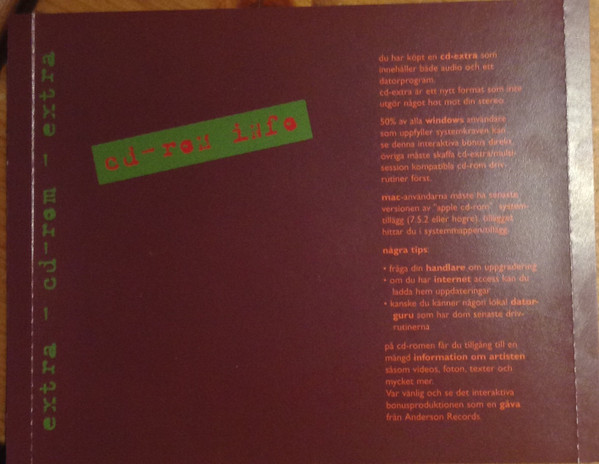 extra - cd-rom - extra
cd-rom info
du har köpt en cd-extra som
innehåller både audio och ett
datorprogram.
cd-extra är ett nytt format som inte
utgör något hot mot din stereo.
50% av alla windows användare
som uppfyller systemkraven kan
se denna interaktiva bonus direkt,
övriga måste skaffa cd-extra/multi-
session kompatibla cd-rom driv-
rutiner först.
mac-användarna måste ha senaste
versionen av "apple cd-rom" system-
tillägg (7.5.2 eller högre), tillägget
hittar du i systemmappen/tillägg.
några tips:
• fråga din handlare om uppgradering
• om du har internet access kan du
ladda hem uppdateringar
• kanske du känner någon lokal dator-
guru som har dom senaste driv-
rutinerna
på cd-romen får du tillgång till en
mängd information om artisten
såsom videos, foton, texter och
mycket mer.
Var vänlig och se det interaktiva
bonusproduktionen som en gåva
från Anderson Records.